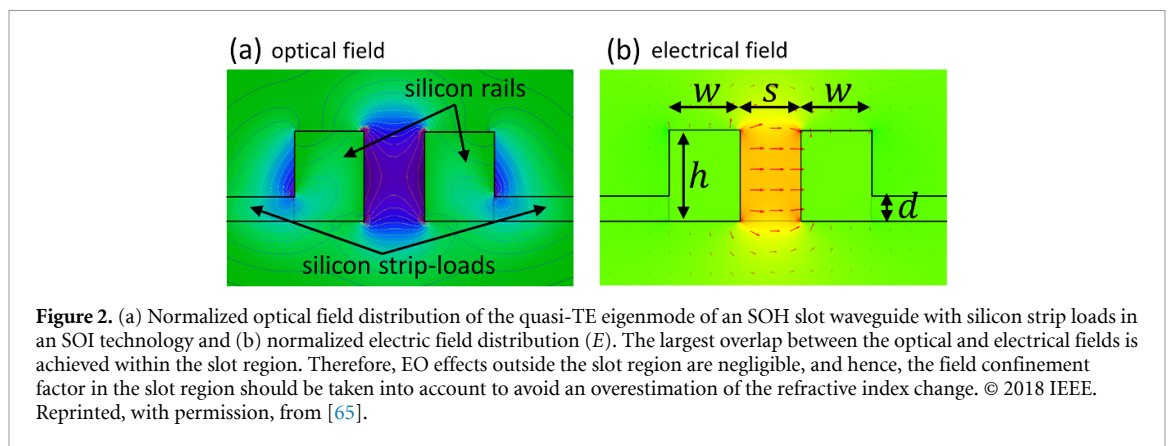 (a) optical field
(b) electrical field
silicon rails
silicon strip-loads
w s w
h
d
Figure 2. (a) Normalized optical field distribution of the quasi-TE eigenmode of an SOH slot waveguide with silicon strip loads in
an SOI technology and (b) normalized electric field distribution (E). The largest overlap between the optical and electrical fields is
achieved within the slot region. Therefore, EO effects outside the slot region are negligible, and hence, the field confinement
factor in the slot region should be taken into account to avoid an overestimation of the refractive index change. © 2018 IEEE.
Reprinted, with permission, from [65].